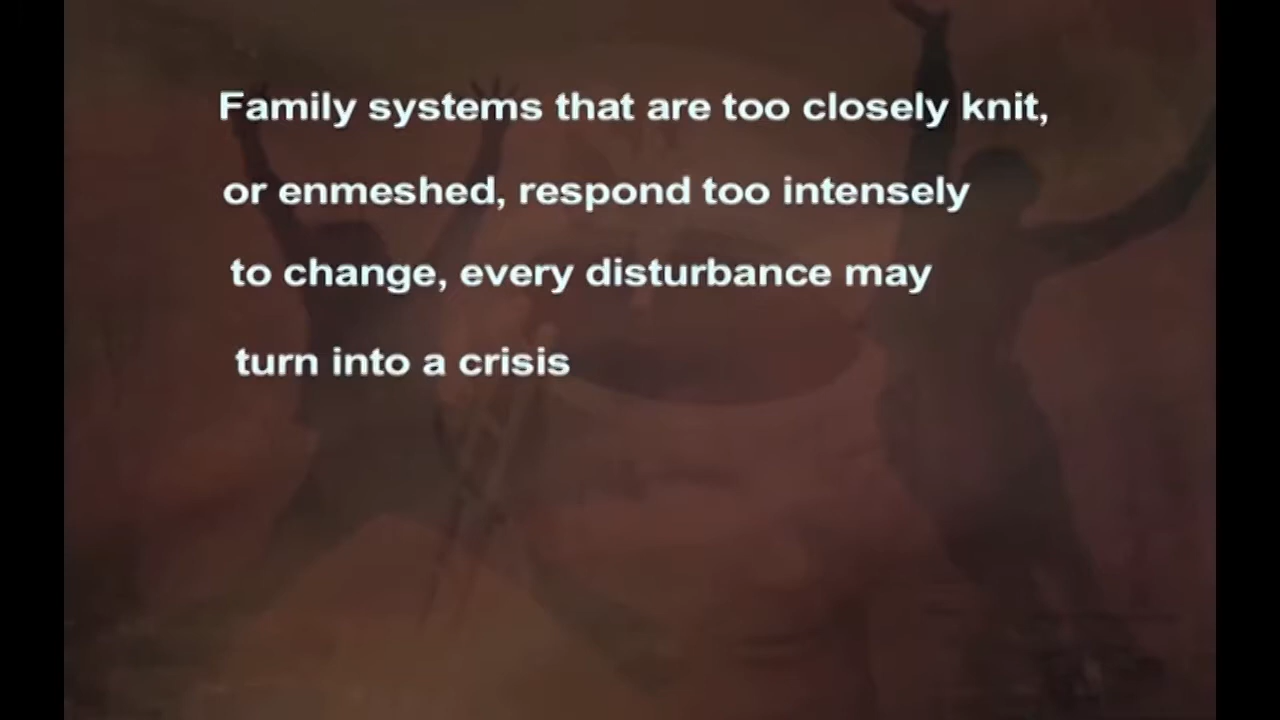 Family systems that are too closely knit,
or enmeshed, respond too intensely
to change, every disturbance may
turn into a crisis